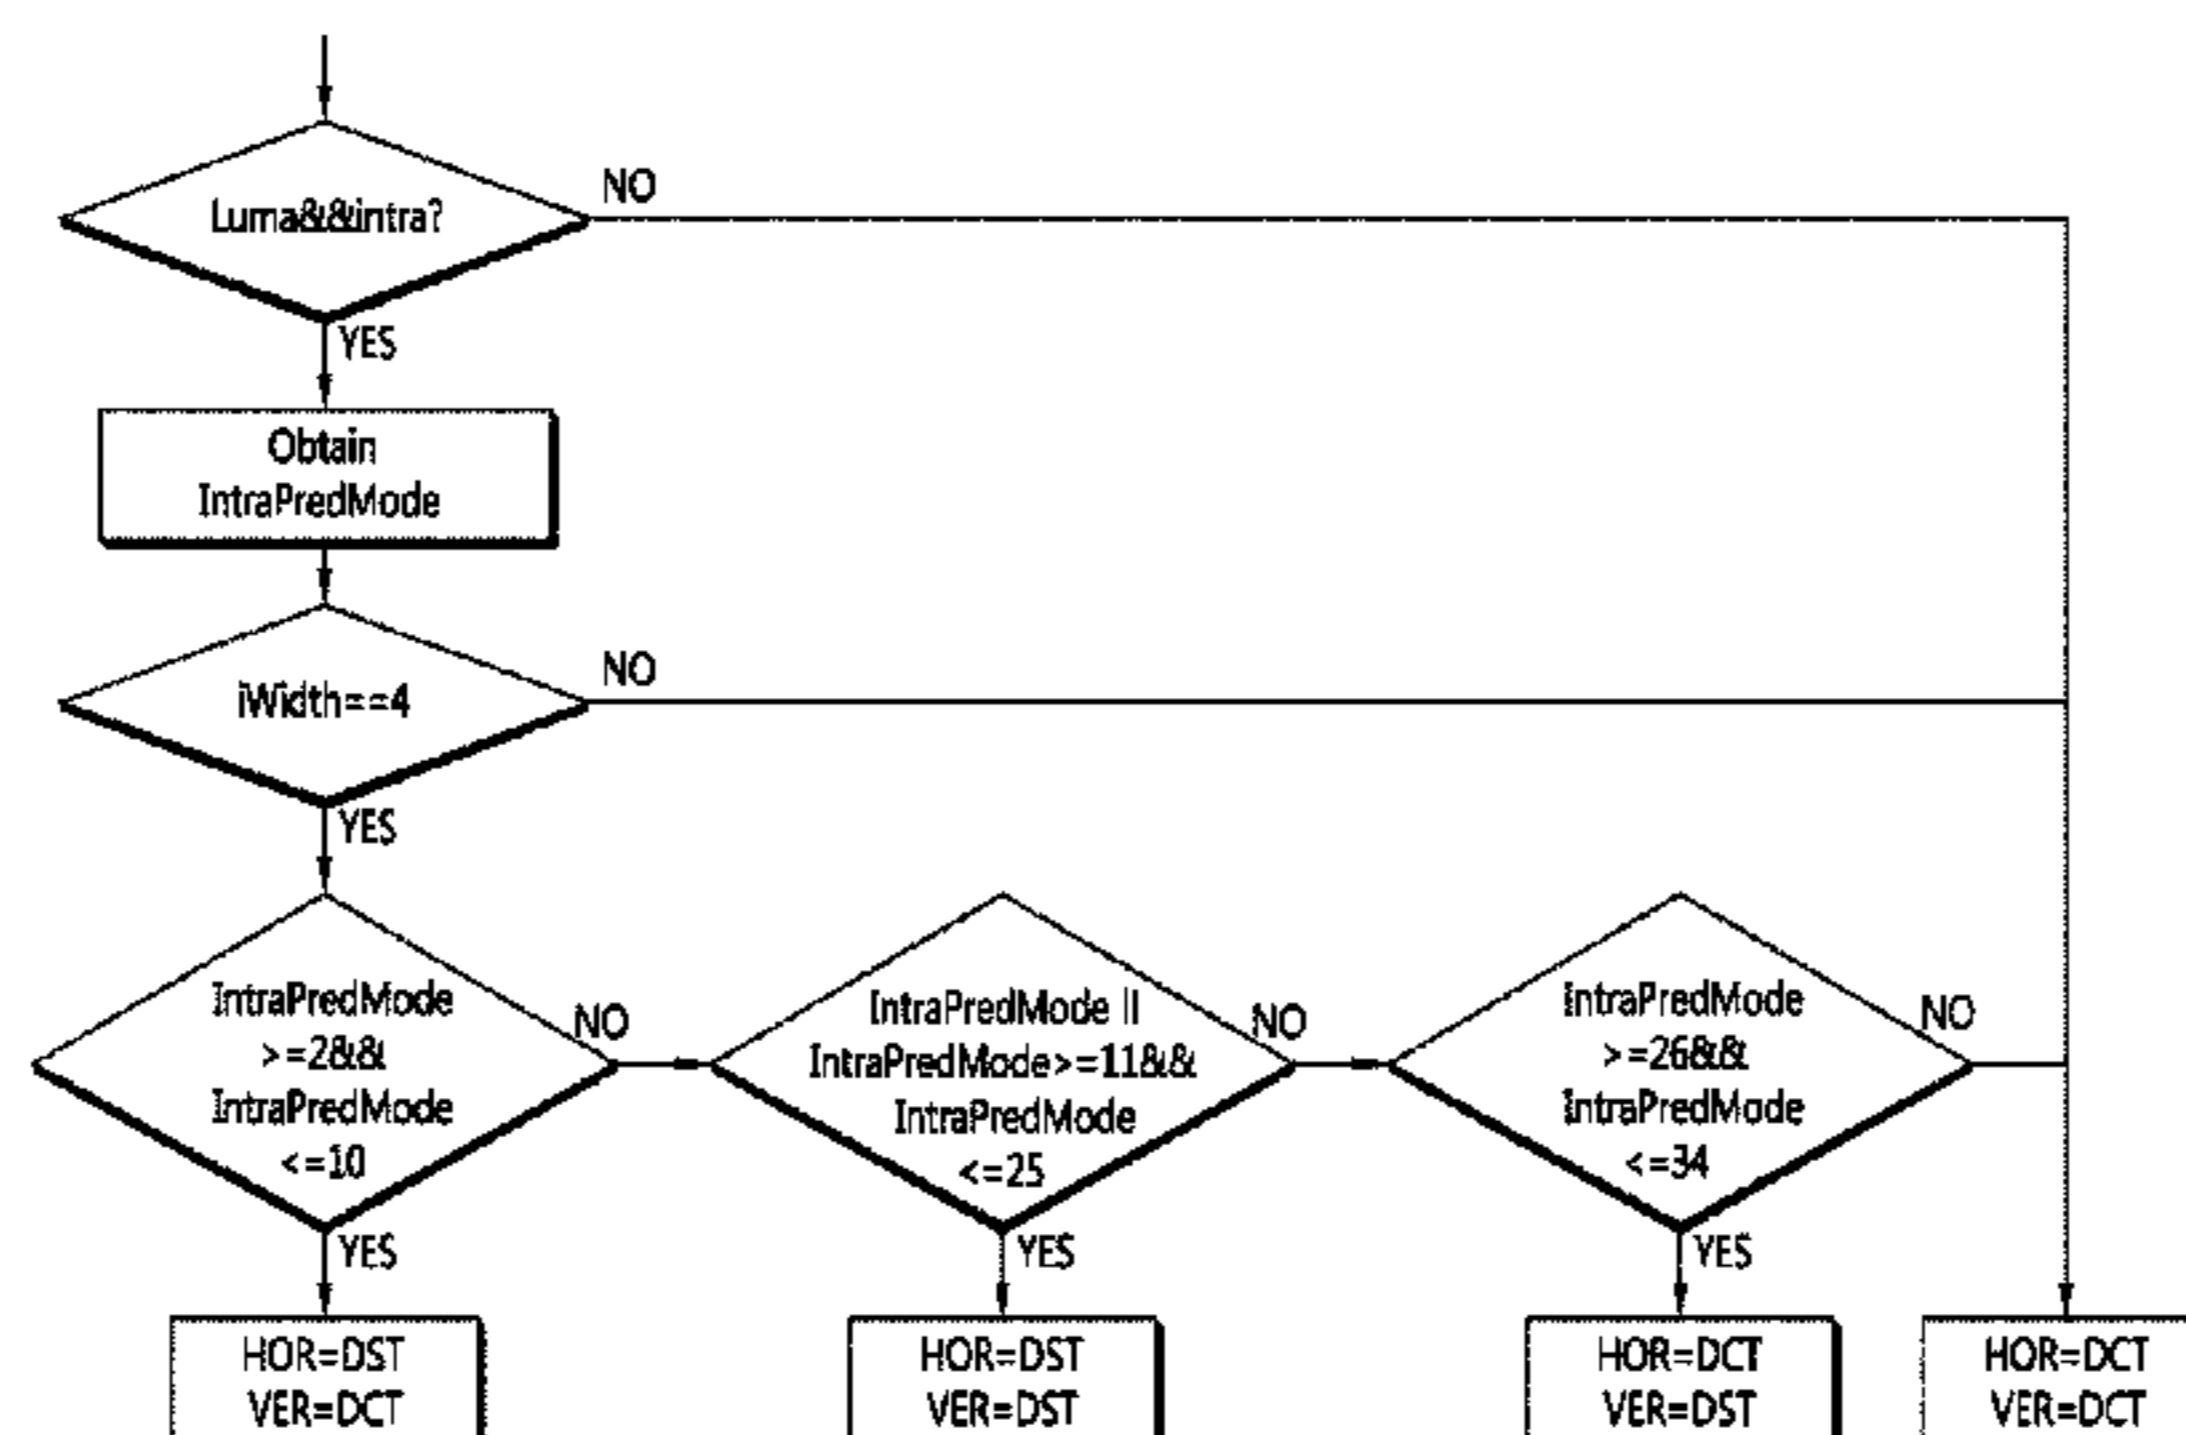 Luma&&intra?
NO
YES
Obtain
IntraPredMode
iWidth==4
NO
YES
IntraPredMode
>=2&&
IntraPredMode
<=10
NO
YES
IntraPredMode ||
IntraPredMode>=11&&
IntraPredMode
<=25
NO
YES
IntraPredMode
>=26&&
IntraPredMode
<=34
NO
YES
HOR=DST
VER=DCT
HOR=DST
VER=DST
HOR=DCT
VER=DST
HOR=DCT
VER=DCT